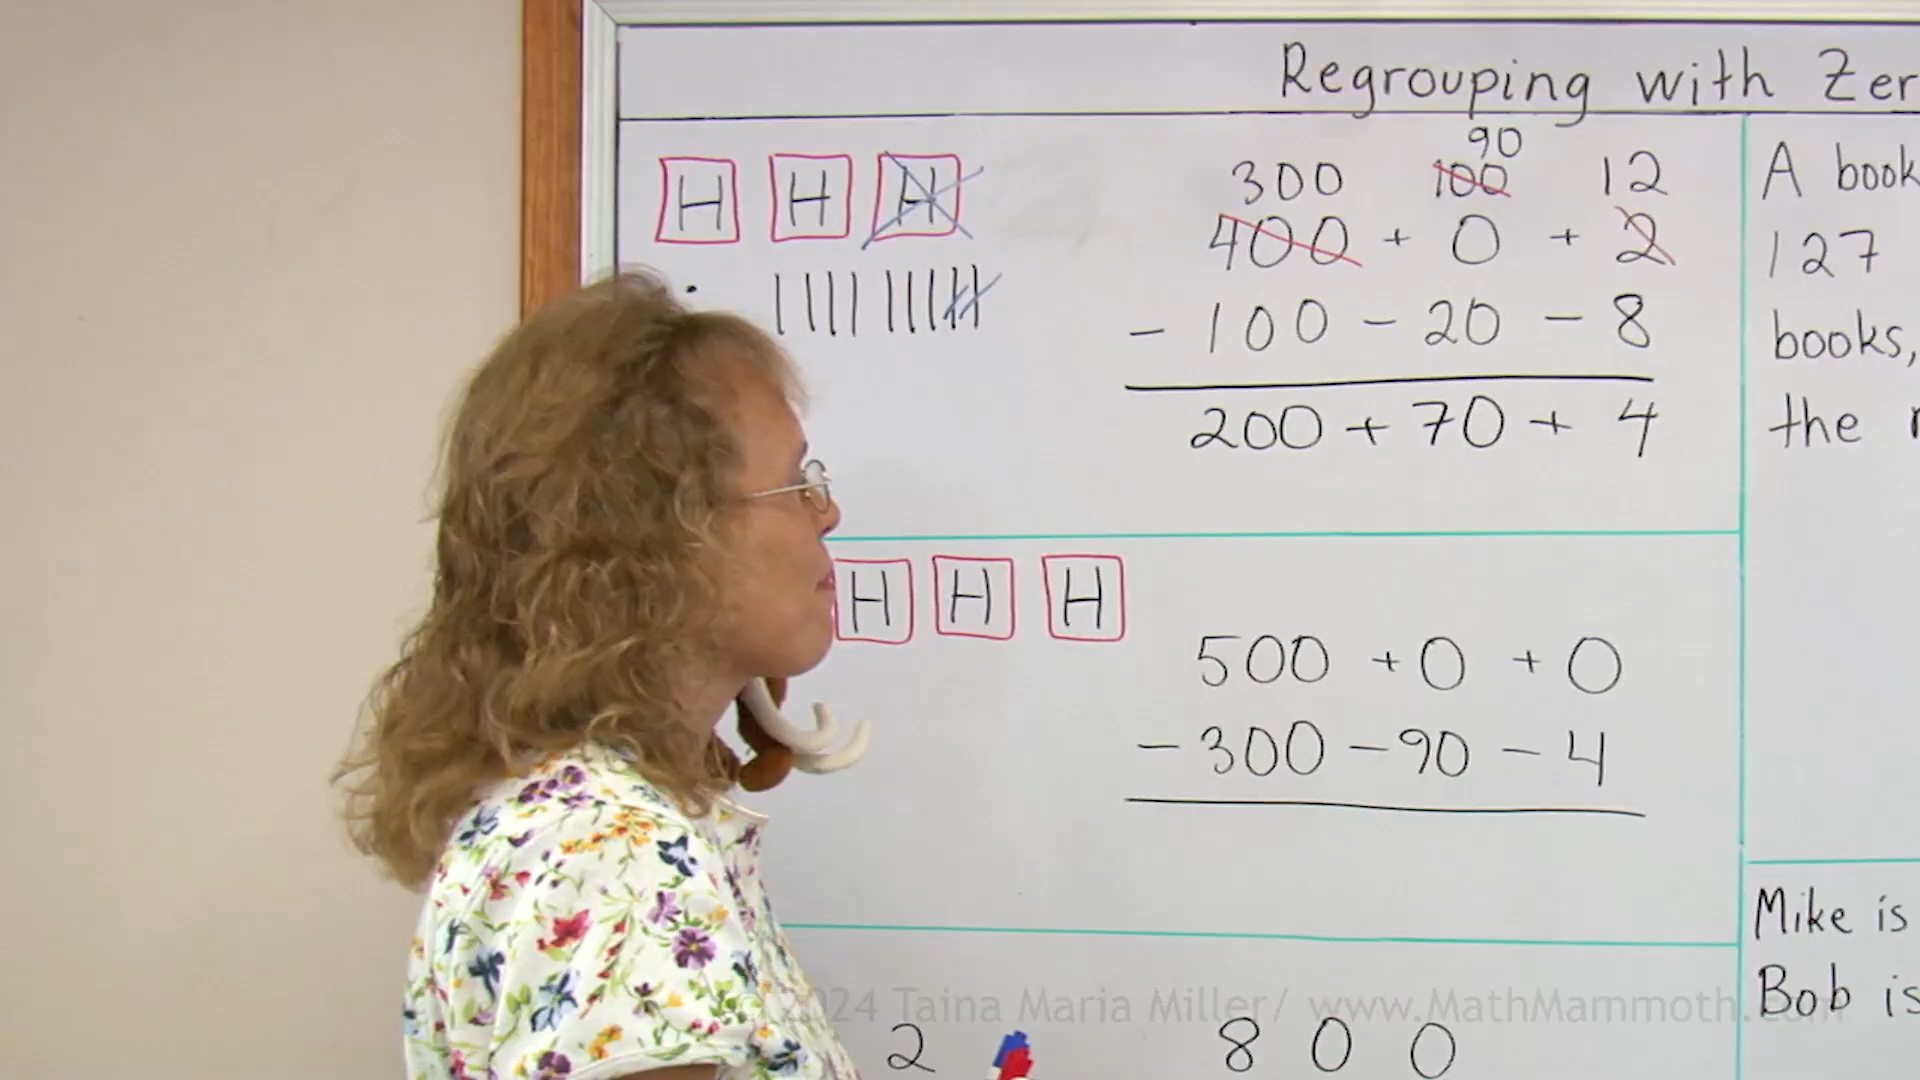 Regrouping with Zer
H H H
90
300 100 12
400 + 0 + 2
- 100 - 20 - 8
200 + 70 + 4
H H H
500 + 0 + 0
- 300 - 90 - 4
2 8 0 0
A book
127
books,
the
Mike is
Bob is
© 2024 Taina Maria Miller / www.MathMammoth.com